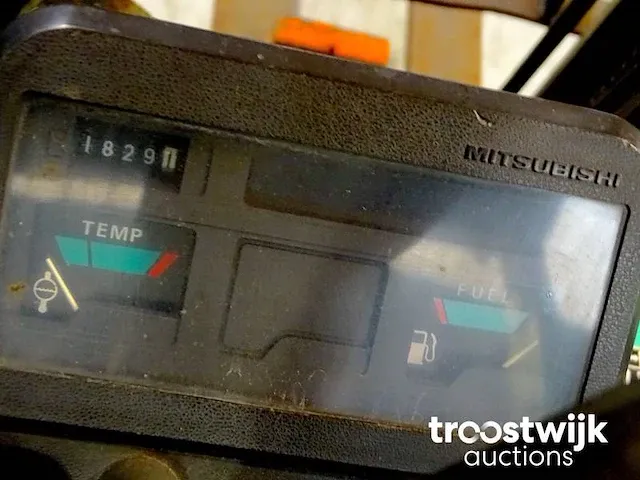 18291
MITSUBISHI
TEMP
FUEL
troostwijk
auctions